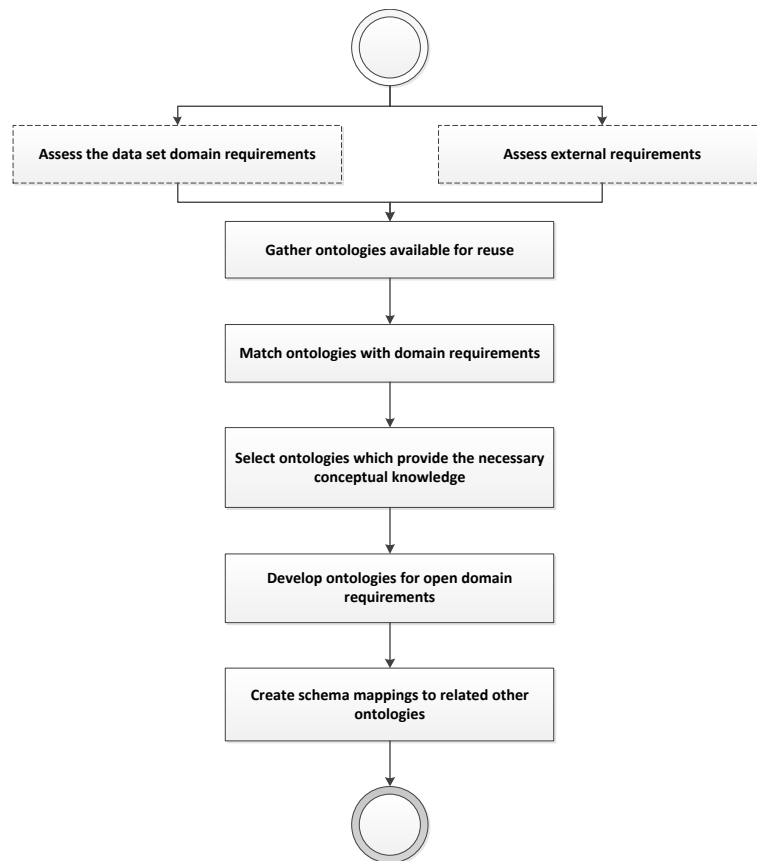 Assess the data set domain requirements
Assess external requirements
Gather ontologies available for reuse
Match ontologies with domain requirements
Select ontologies which provide the necessary
conceptual knowledge
Develop ontologies for open domain
requirements
Create schema mappings to related other
ontologies